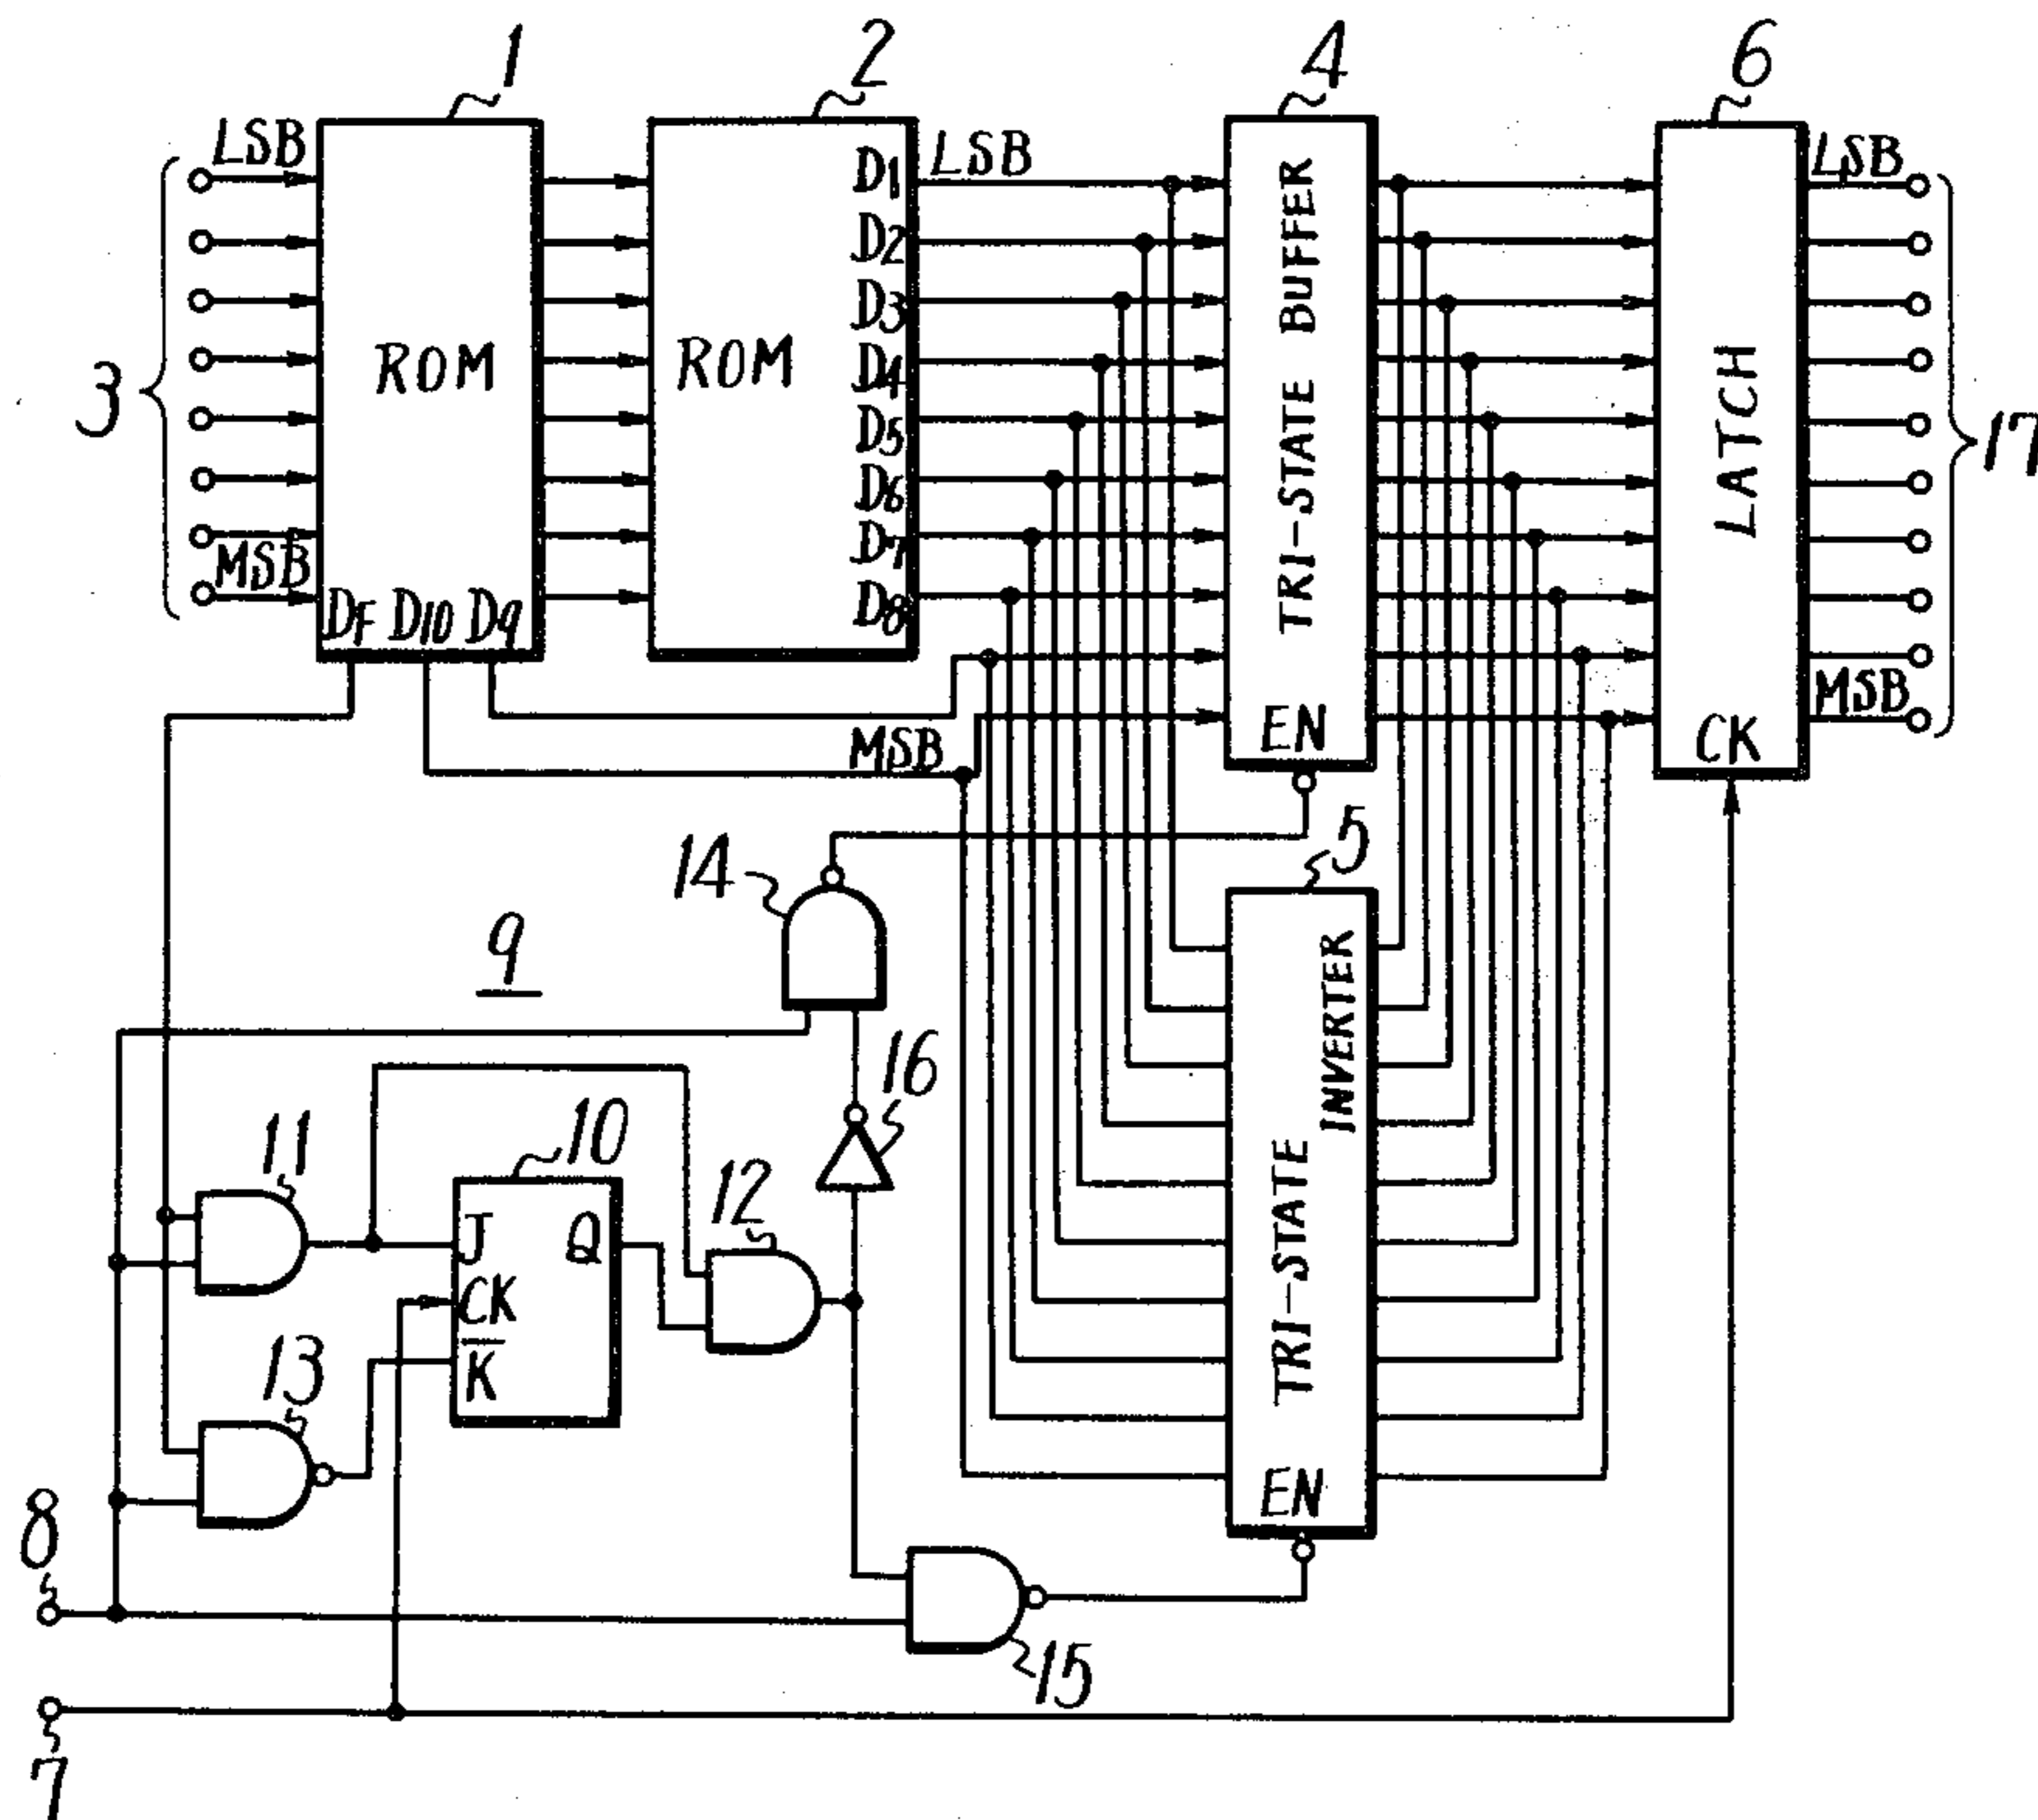 1
2
4
6
LSB
LSB
LSB
D1
D2
D3
D4
D5
D6
D7
D8
ROM
ROM
TRI-STATE BUFFER
LATCH
3
17
MSB
DF D10 D9
MSB
MSB
EN
CK
14
5
9
16
TRI-STATE INVERTER
11
10
12
J
Q
CK
K̅
13
EN
8
15
7